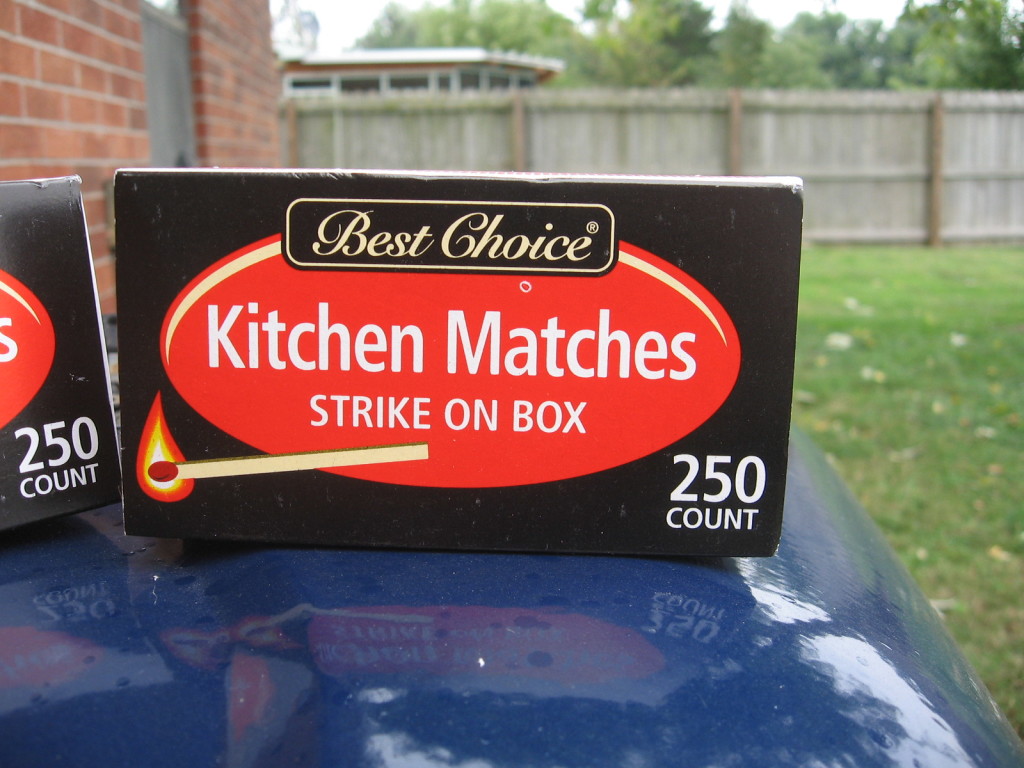 Best Choice®
Kitchen Matches
STRIKE ON BOX
250
COUNT
s
250
COUNT